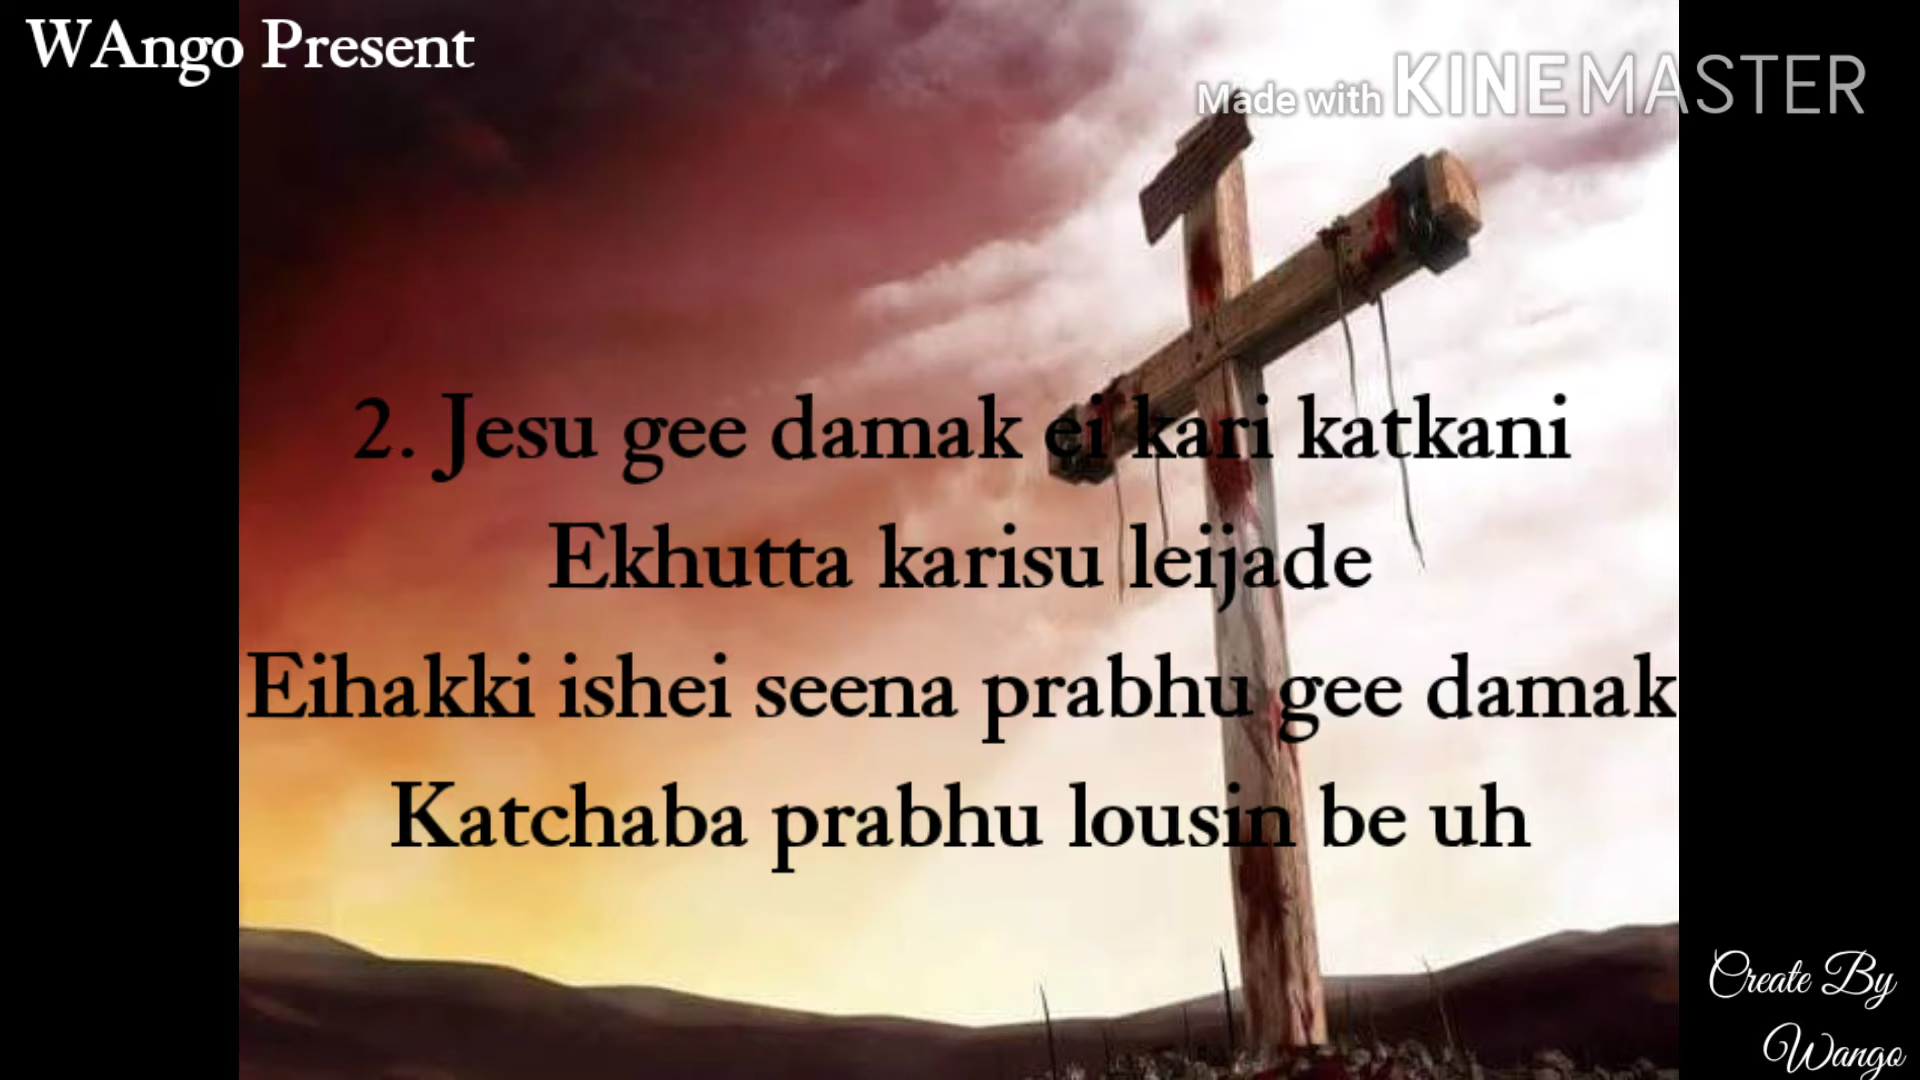 WAngo Present
Made with KINEMASTER
2. Jesu gee damak ei kari katkani
Ekhutta karisu leijade
Eihakki ishei seena prabhu gee damak
Katchaba prabhu lousin be uh
Create By
Wango